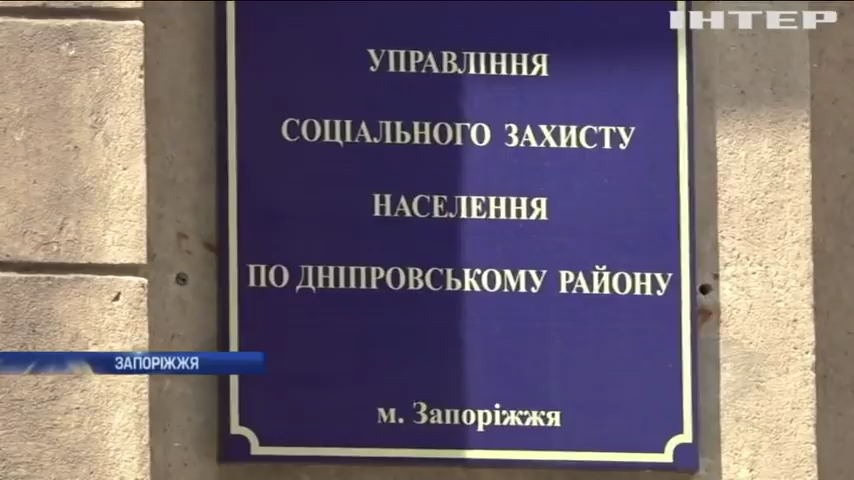 ІНТЕР
УПРАВЛІННЯ
СОЦІАЛЬНОГО ЗАХИСТУ
НАСЕЛЕННЯ
ПО ДНІПРОВСЬКОМУ РАЙОНУ
ЗАПОРІЖЖЯ
м. Запоріжжя